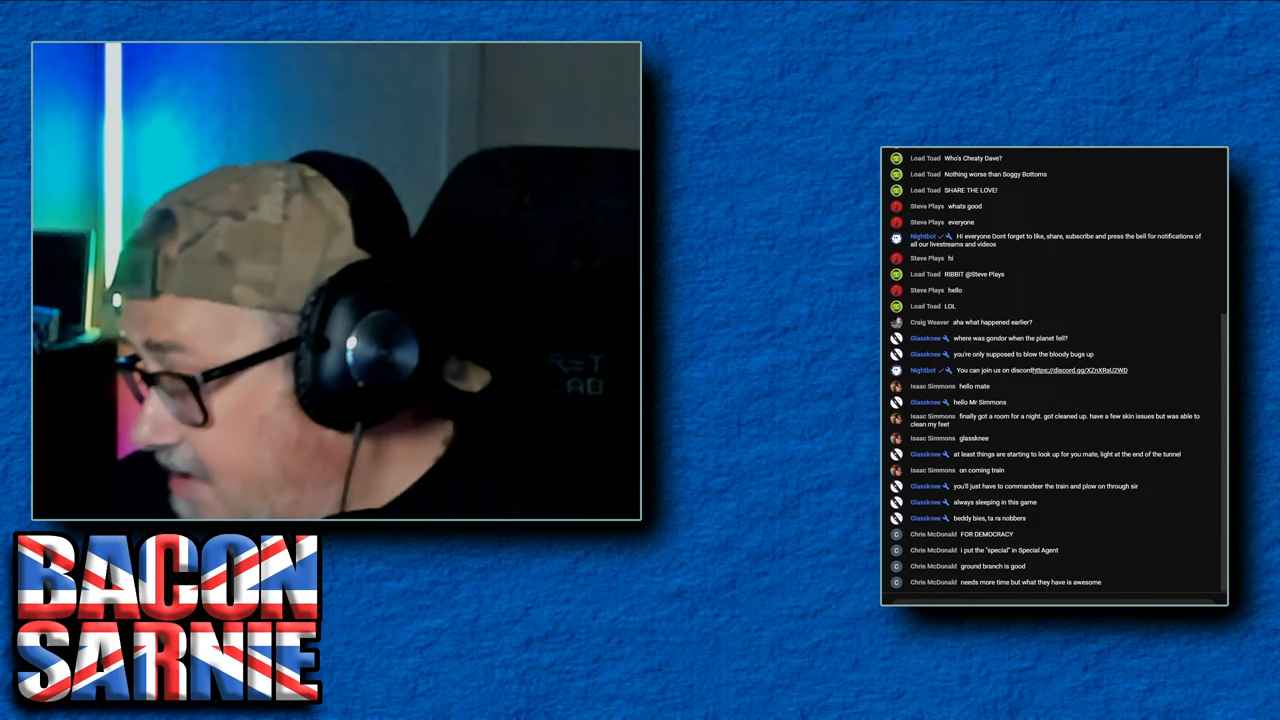 RET
AB
BACON
SARNIE
Load Toad Who's Cheaty Dave?
Load Toad Nothing worse than Soggy Bottoms
Load Toad SHARE THE LOVE!
Steve Plays whats good
Steve Plays everyone
Nightbot Hi everyone Dont forget to like, share, subscribe and press the bell for notifications of
all our livestreams and videos
Steve Plays hi
Load Toad RIBBIT @Steve Plays
Steve Plays hello
Load Toad LOL
Craig Weaver aha what happened earlier?
Glassknee where was gondor when the planet fell?
Glassknee you're only supposed to blow the bloody bugs up
Nightbot You can join us on discordhttps://discord.gg/XZnXRsU2WD
Isaac Simmons hello mate
Glassknee hello Mr Simmons
Isaac Simmons finally got a room for a night. got cleaned up. have a few skin issues but was able to
clean my feet
Isaac Simmons glassknee
Glassknee at least things are starting to look up for you mate, light at the end of the tunnel
Isaac Simmons on coming train
Glassknee you'll just have to commandeer the train and plow on through sir
Glassknee always sleeping in this game
Glassknee beddy bies, ta ra nobbers
C Chris McDonald FOR DEMOCRACY
C Chris McDonald i put the "special" in Special Agent
C Chris McDonald ground branch is good
C Chris McDonald needs more time but what they have is awesome